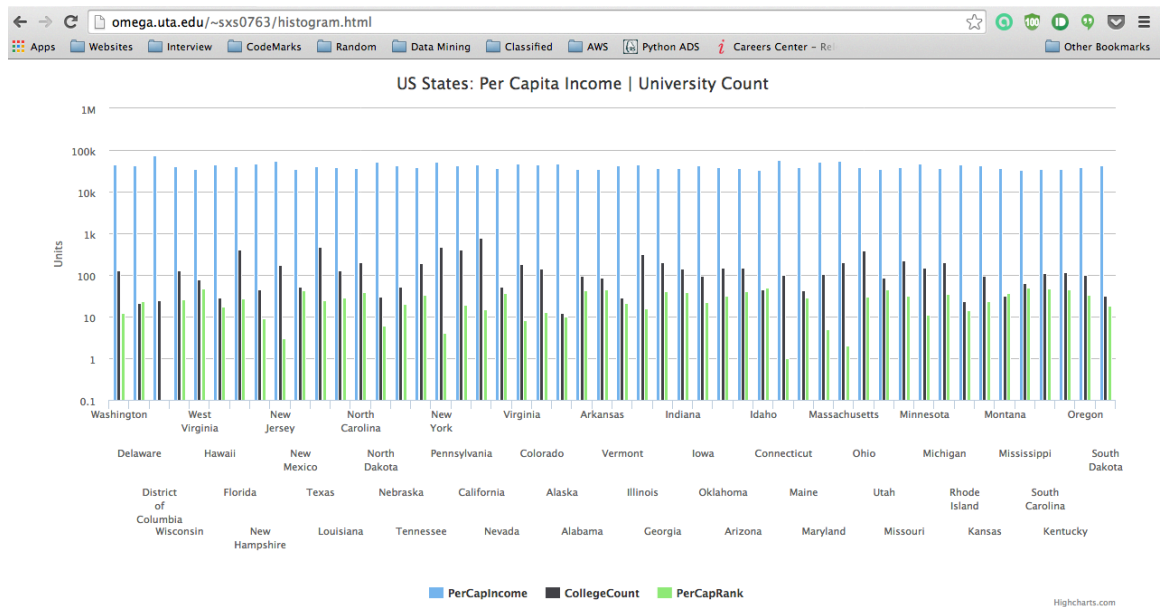 omega.uta.edu/~sxs0763/histogram.html
100
Apps Websites Interview CodeMarks Random Data Mining Classified AWS Python ADS Careers Center – Other Bookmarks
US States: Per Capita Income | University Count
1M
100k
10k
1k
100
10
1
0.1
Units
Washington West Virginia New Jersey North Carolina New York Virginia Arkansas Indiana Idaho Massachusetts Minnesota Montana Oregon
Delaware Hawaii New Mexico North Dakota Pennsylvania Colorado Vermont Iowa Connecticut Ohio Michigan Mississippi South Dakota
District of Columbia Florida Texas Nebraska California Alaska Illinois Oklahoma Maine Utah Rhode Island South Carolina
Wisconsin New Hampshire Louisiana Tennessee Nevada Alabama Georgia Arizona Maryland Missouri Kansas Kentucky
PerCapIncome CollegeCount PerCapRank
Highcharts.com